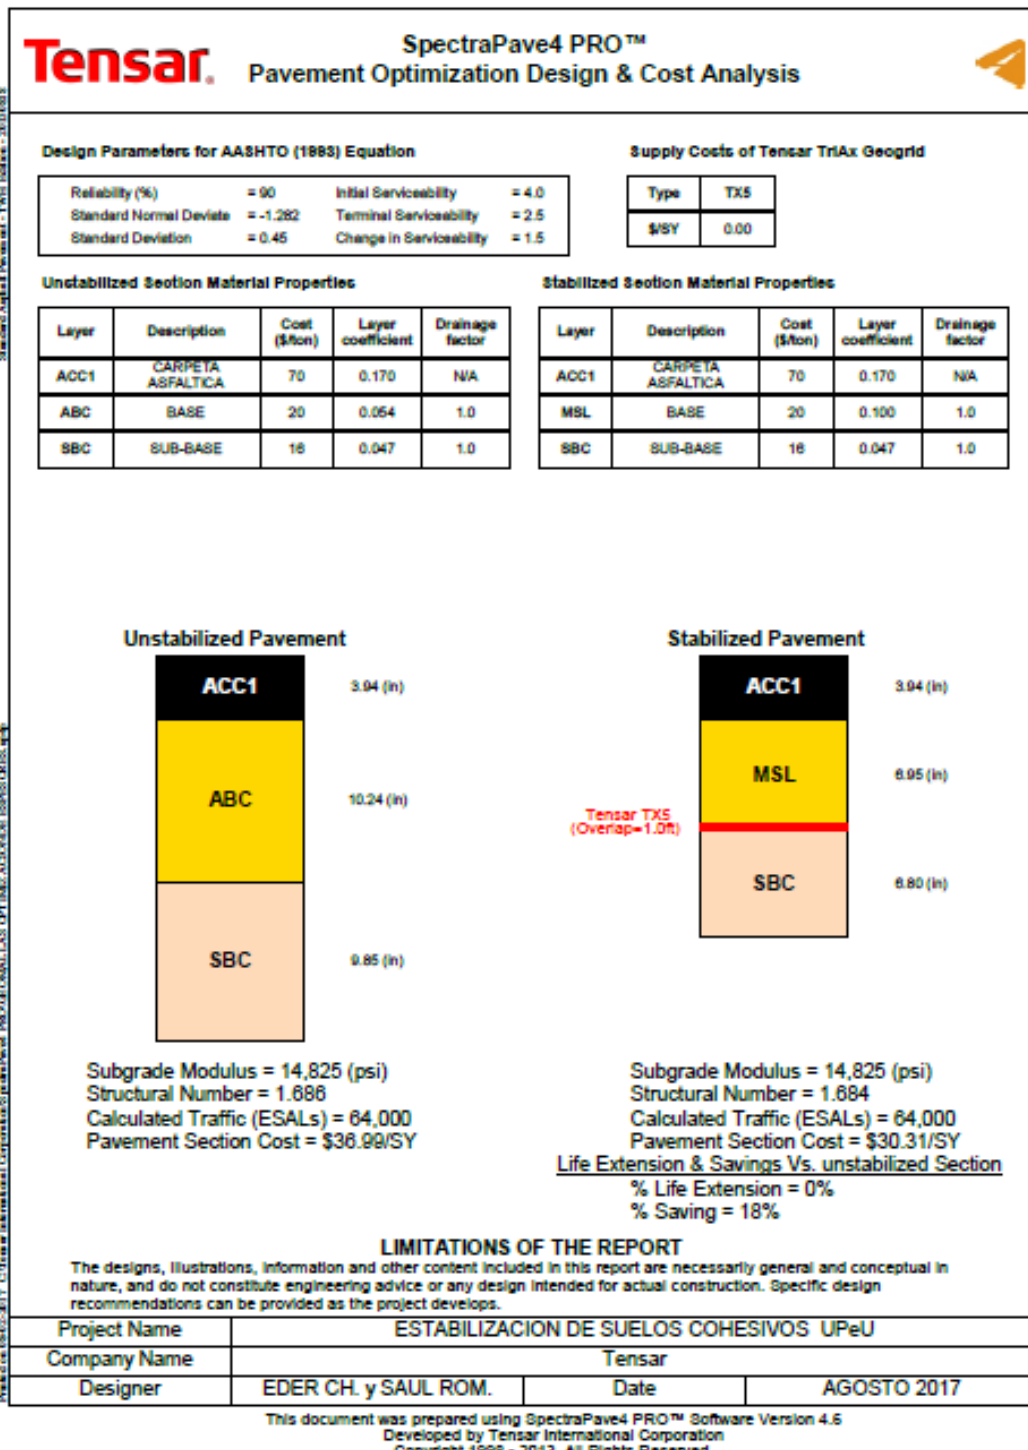 Tensar.
SpectraPave4 PRO™
Pavement Optimization Design & Cost Analysis
Design Parameters for AASHTO (1993) Equation
Reliability (%) = 90 Initial Serviceability = 4.0
Standard Normal Deviate = -1.282 Terminal Serviceability = 2.5
Standard Deviation = 0.45 Change in Serviceability = 1.5
Supply Costs of Tensar TriAx Geogrid
Type TX5
$/SY 0.00
Unstabilized Section Material Properties
Layer Description Cost ($/ton) Layer coefficient Drainage factor
ACC1 CARPETA ASFALTICA 70 0.170 N/A
ABC BASE 20 0.054 1.0
SBC SUB-BASE 16 0.047 1.0
Stabilized Section Material Properties
Layer Description Cost ($/ton) Layer coefficient Drainage factor
ACC1 CARPETA ASFALTICA 70 0.170 N/A
MSL BASE 20 0.100 1.0
SBC SUB-BASE 16 0.047 1.0
Unstabilized Pavement
ACC1 3.94 (in)
ABC 10.24 (in)
SBC 9.85 (in)
Subgrade Modulus = 14,825 (psi)
Structural Number = 1.686
Calculated Traffic (ESALs) = 64,000
Pavement Section Cost = $36.99/SY
Stabilized Pavement
ACC1 3.94 (in)
MSL 6.95 (in)
Tensar TX5
(Overlap=1.0ft)
SBC 6.80 (in)
Subgrade Modulus = 14,825 (psi)
Structural Number = 1.684
Calculated Traffic (ESALs) = 64,000
Pavement Section Cost = $30.31/SY
Life Extension & Savings Vs. unstabilized Section
% Life Extension = 0%
% Saving = 18%
LIMITATIONS OF THE REPORT
The designs, illustrations, information and other content included in this report are necessarily general and conceptual in
nature, and do not constitute engineering advice or any design intended for actual construction. Specific design
recommendations can be provided as the project develops.
Project Name ESTABILIZACION DE SUELOS COHESIVOS UPeU
Company Name Tensar
Designer EDER CH. y SAUL ROM. Date AGOSTO 2017
This document was prepared using SpectraPave4 PRO™ Software Version 4.6
Developed by Tensar International Corporation
Copyright 1998 - 2013. All Rights Reserved